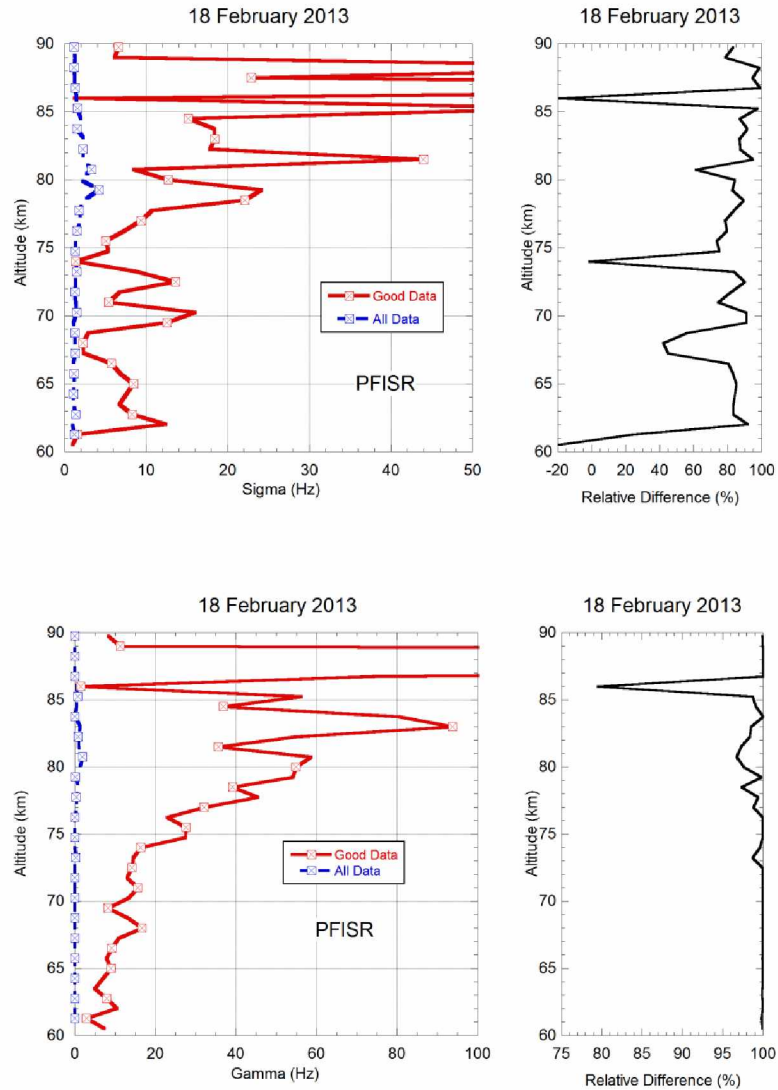 18 February 2013
18 February 2013
90
85
80
75
70
65
60
Altitude (km)
Good Data
All Data
PFISR
0 10 20 30 40 50
Sigma (Hz)
90
85
80
75
70
65
60
Altitude (km)
-20 0 20 40 60 80 100
Relative Difference (%)
18 February 2013
18 February 2013
90
85
80
75
70
65
60
Altitude (km)
Good Data
All Data
PFISR
0 20 40 60 80 100
Gamma (Hz)
90
85
80
75
70
65
60
Altitude (km)
75 80 85 90 95 100
Relative Difference (%)